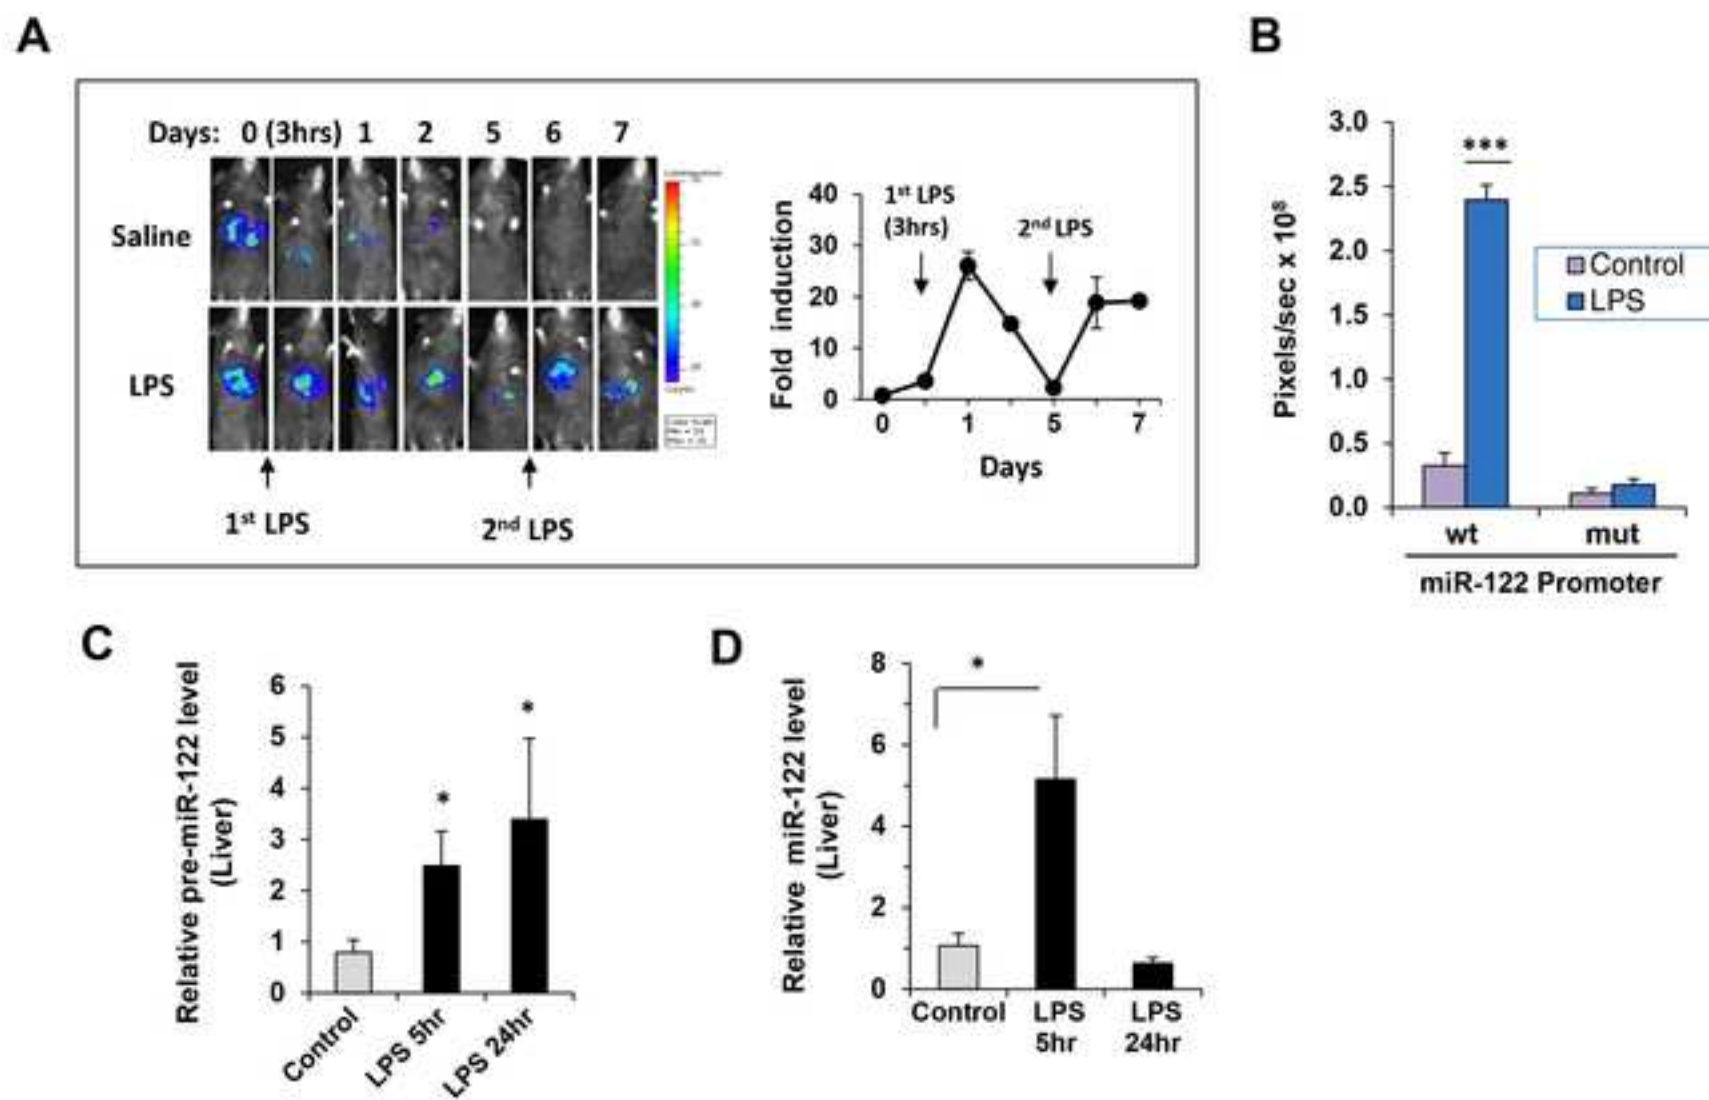 A
Days: 0 (3hrs) 1 2 5 6 7
Saline
LPS
1st LPS
2nd LPS
Fold induction
40
30
20
10
0
1st LPS
(3hrs)
2nd LPS
0 1 5 7
Days
B
Pixels/sec x 10⁸
3.0
2.5
2.0
1.5
1.0
0.5
0.0
***
Control
LPS
wt mut
miR-122 Promoter
C
Relative pre-miR-122 level
(Liver)
6
5
4
3
2
1
0
*
*
Control
LPS 5hr
LPS 24hr
D
Relative miR-122 level
(Liver)
8
6
4
2
0
*
Control LPS LPS
5hr 24hr